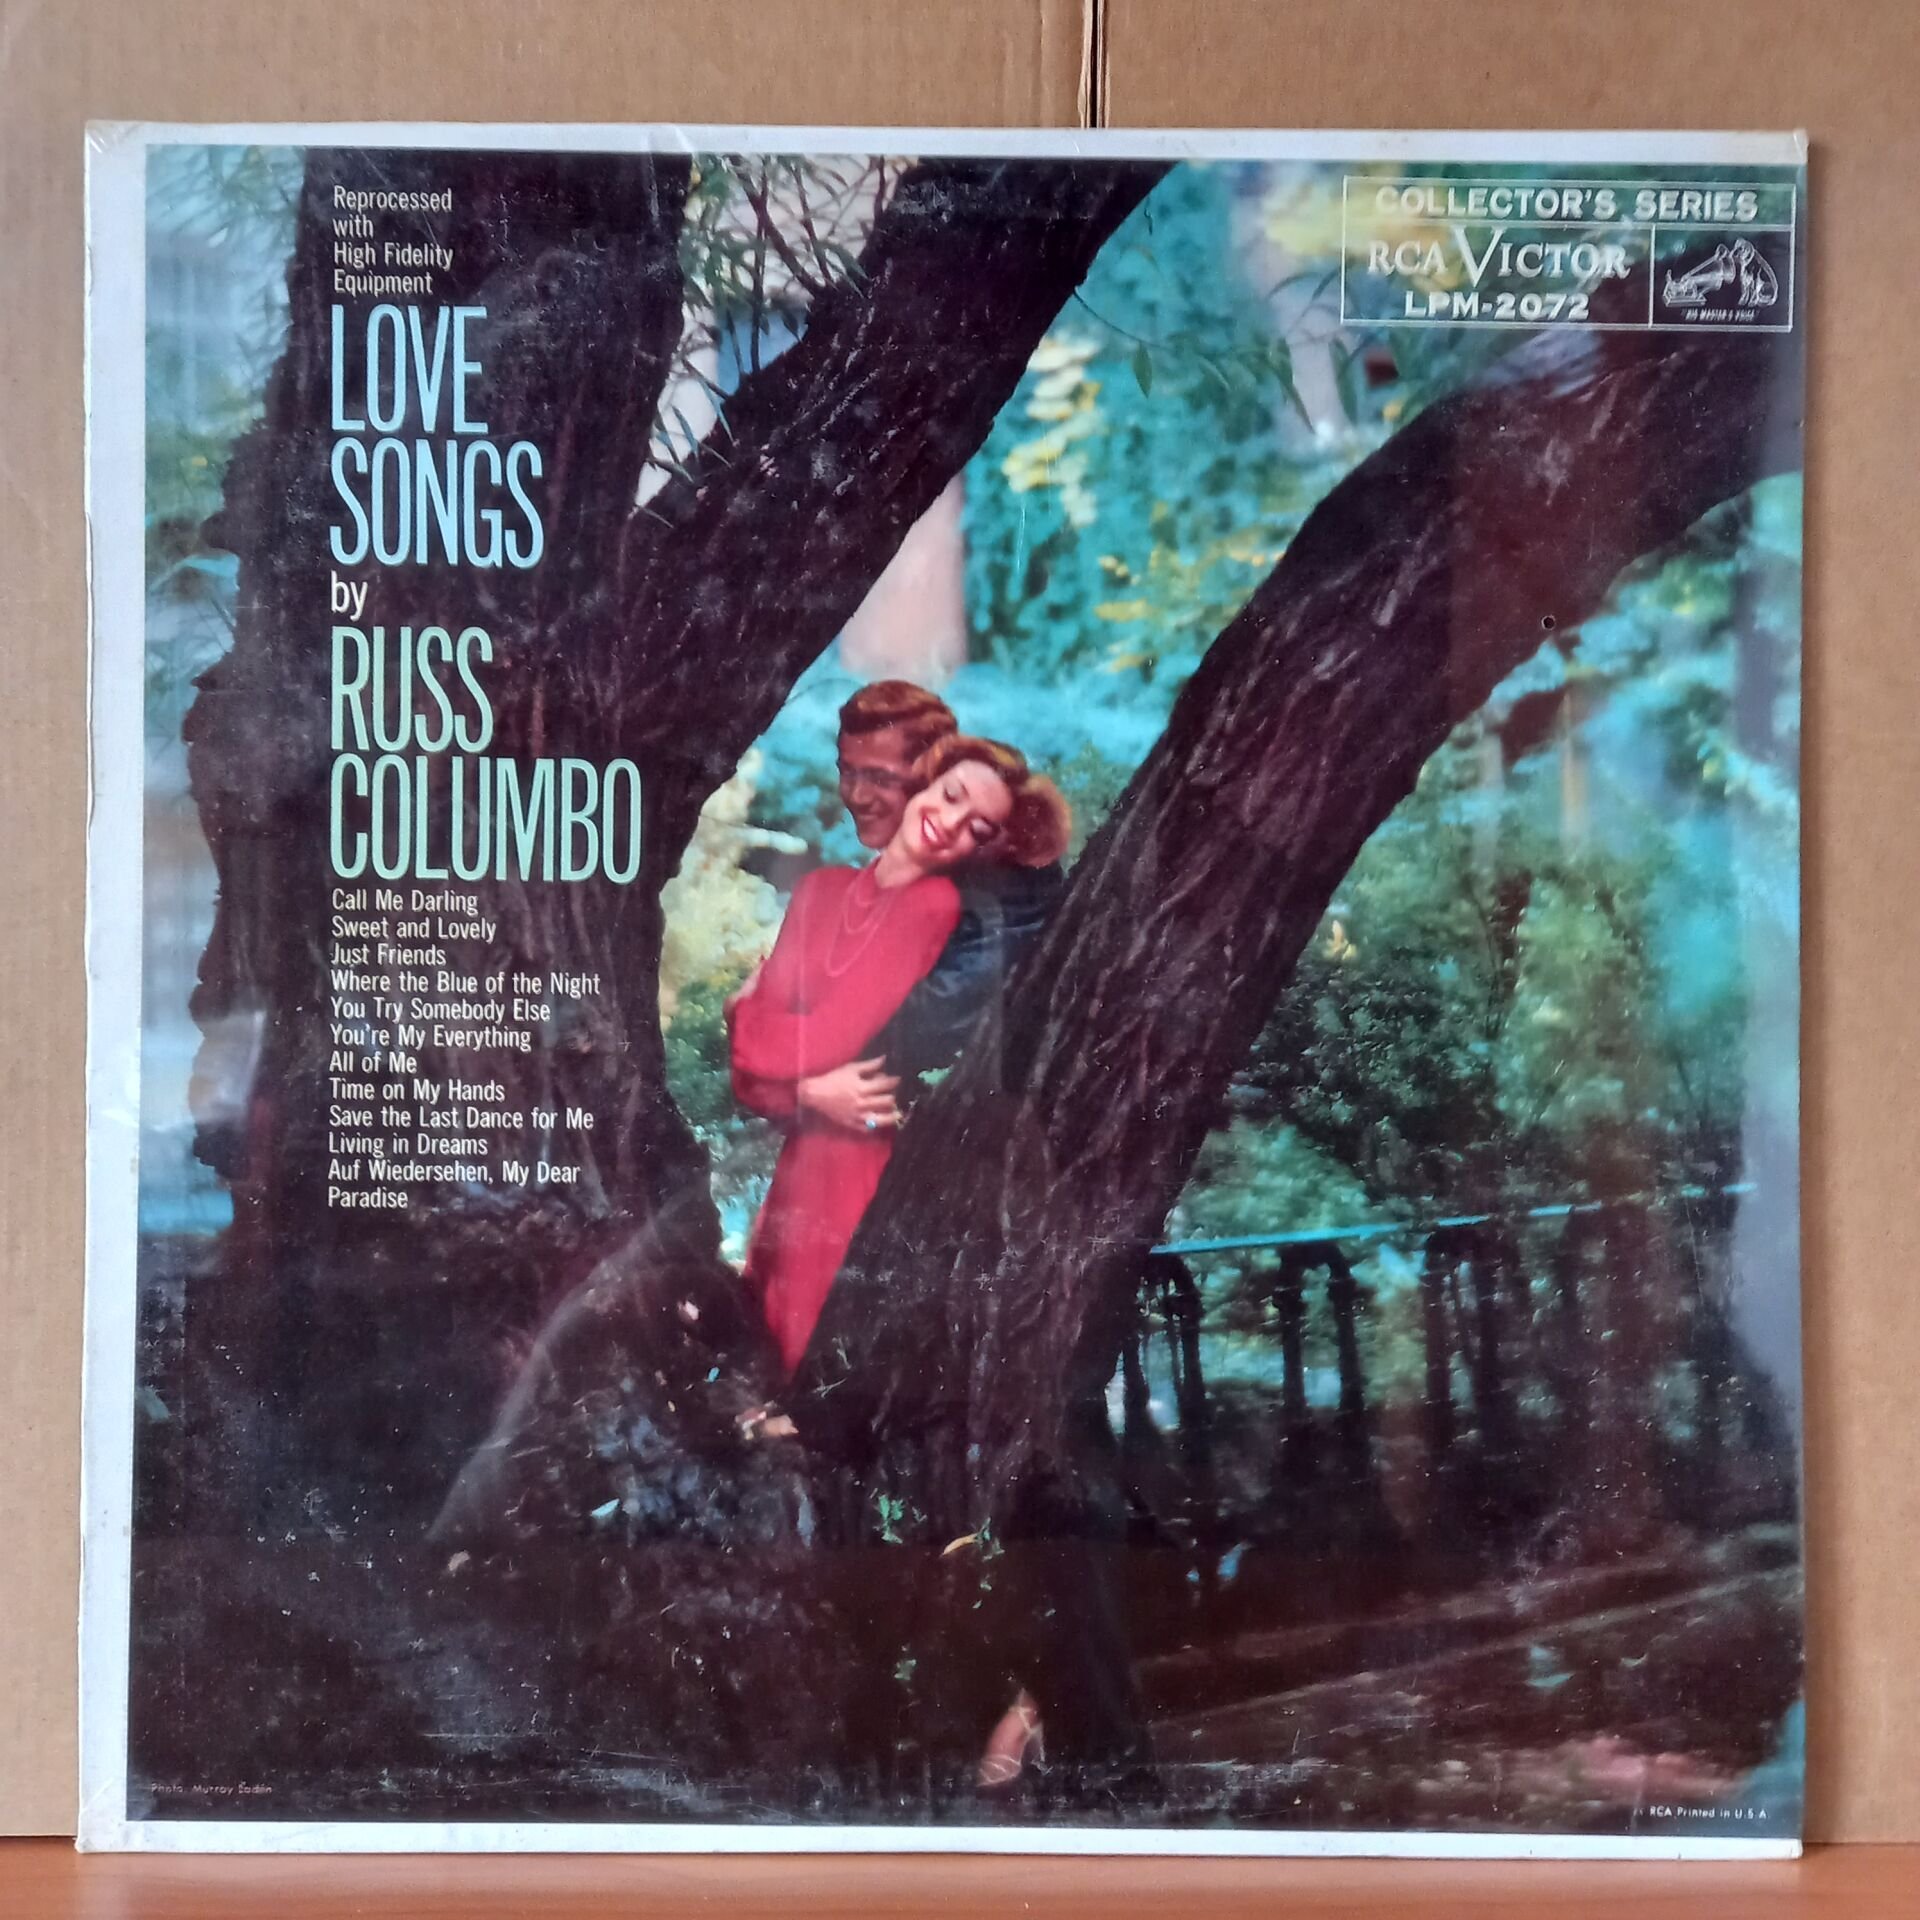 Reprocessed
with
High Fidelity
Equipment
LOVE
SONGS
by
RUSS
COLUMBO
Call Me Darling
Sweet and Lovely
Just Friends
Where the Blue of the Night
You Try Somebody Else
You're My Everything
All of Me
Time on My Hands
Save the Last Dance for Me
Living in Dreams
Auf Wiedersehen, My Dear
Paradise
COLLECTOR'S SERIES
RCA VICTOR
LPM-2072
"HIS MASTER'S VOICE"
Photo: Murray Laden
RCA Printed in U.S.A.